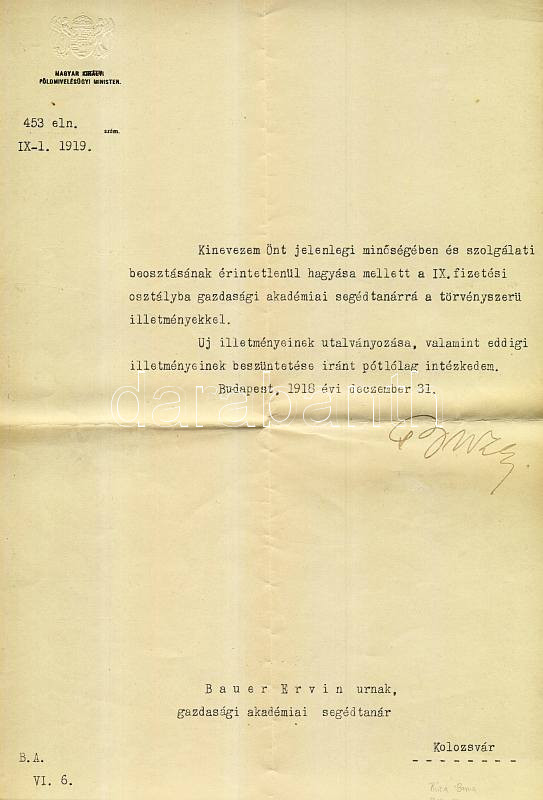 MAGYAR KIRÁLYI
FÖLDMIVELÉSÜGYI MINISTER.
453 eln. szám.
IX-1. 1919.
Kinevezem Önt jelenlegi minőségében és szolgálati
beosztásának érintetlenül hagyása mellett a IX.fizetési
osztályba gazdasági akadémiai segédtanárrá a törvényszerü
illetményekkel.
Uj illetményeinek utalványozása, valamint eddigi
illetményeinek beszüntetése iránt pótlólag intézkedem.
Budapest, 1918 évi deczember 31.
darabanth
Bauer Ervin urnak,
gazdasági akadémiai segédtanár
Kolozsvár
B.A.
VI. 6.